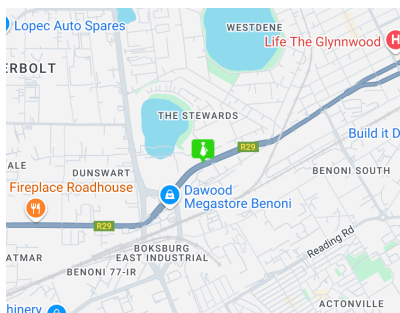 WESTDENE
Lopec Auto Spares
Life The Glynnwood
H
ERBOLT
THE STEWARDS
Build it D
R29
ALE
DUNSWART
BENONI SOUTH
Fireplace Roadhouse
Dawood
Megastore Benoni
R29
Reading Rd
BOKSBURG
EAST INDUSTRIAL
ATMAR
BENONI 77-IR
ACTONVILLE
hinery